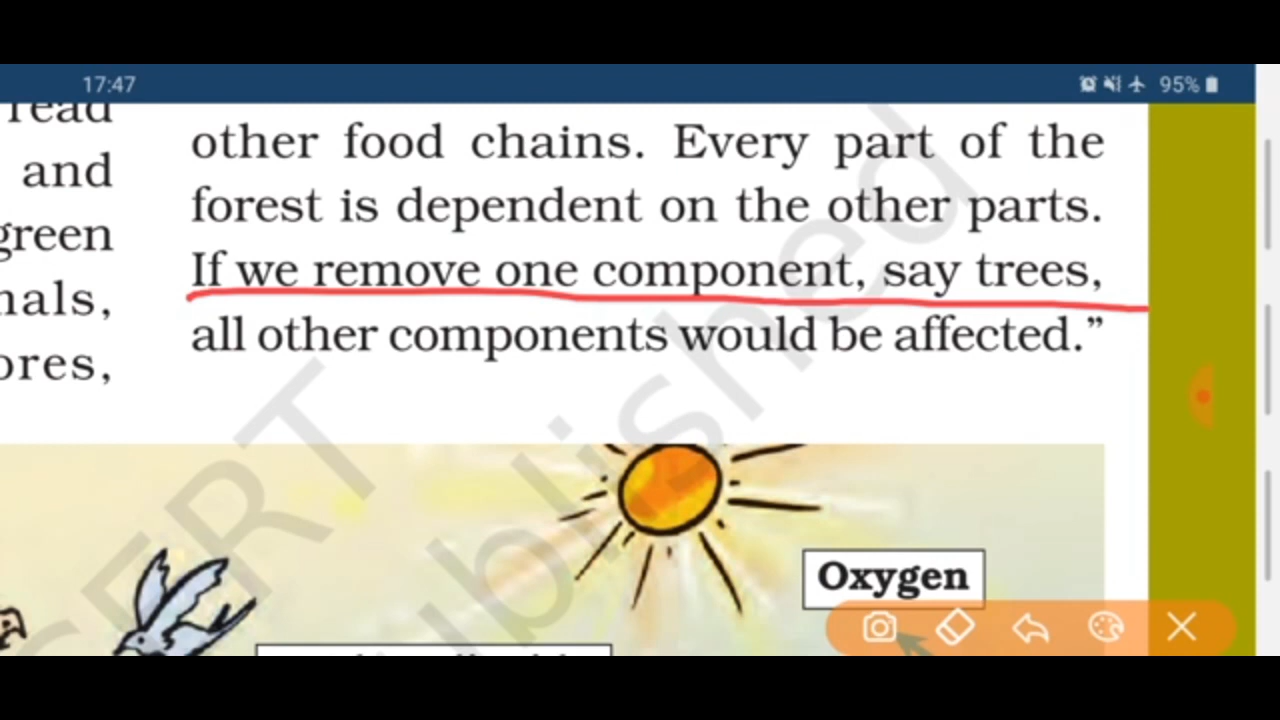 17:47
95%
read
and
green
ores,
other food chains. Every part of the
forest is dependent on the other parts.
If we remove one component, say trees,
all other components would be affected.”
Oxygen